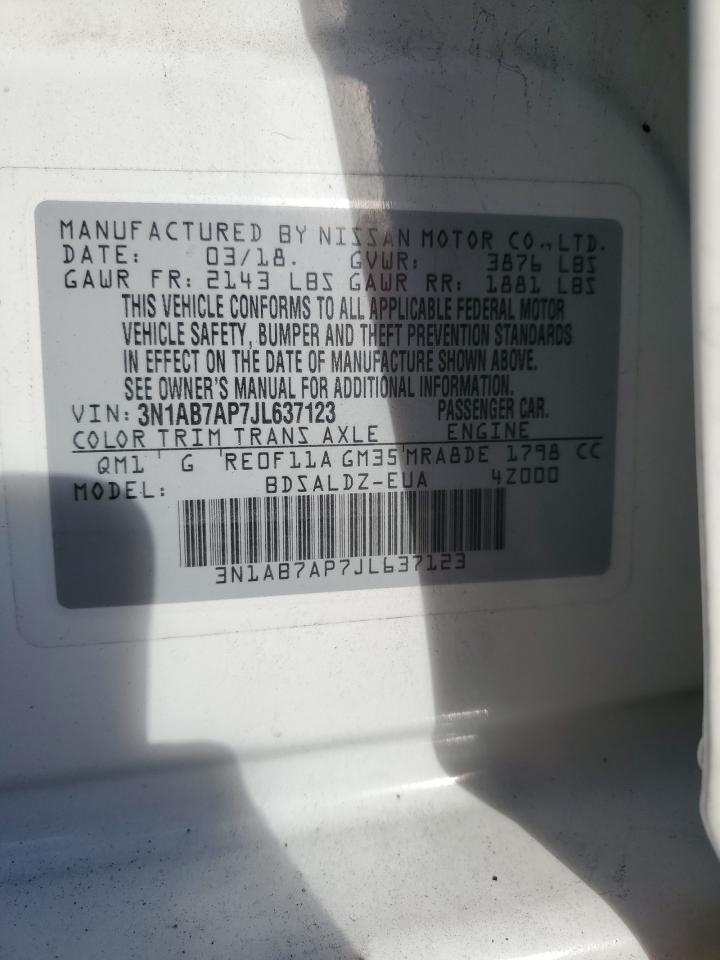 MANUFACTURED BY NISSAN MOTOR CO.,LTD.
DATE: 03/18. GVWR: 3876 LBS
GAWR FR: 2143 LBS GAWR RR: 1881 LBS
THIS VEHICLE CONFORMS TO ALL APPLICABLE FEDERAL MOTOR
VEHICLE SAFETY, BUMPER AND THEFT PREVENTION STANDARDS
IN EFFECT ON THE DATE OF MANUFACTURE SHOWN ABOVE.
SEE OWNER'S MANUAL FOR ADDITIONAL INFORMATION.
VIN: 3N1AB7AP7JL637123 PASSENGER CAR.
COLOR TRIM TRANS AXLE ENGINE
QM1 G RE0F11A GM35 MRA8DE 1798 CC
MODEL: BDSALDZ-EUA 4Z000
3N1AB7AP7JL637123